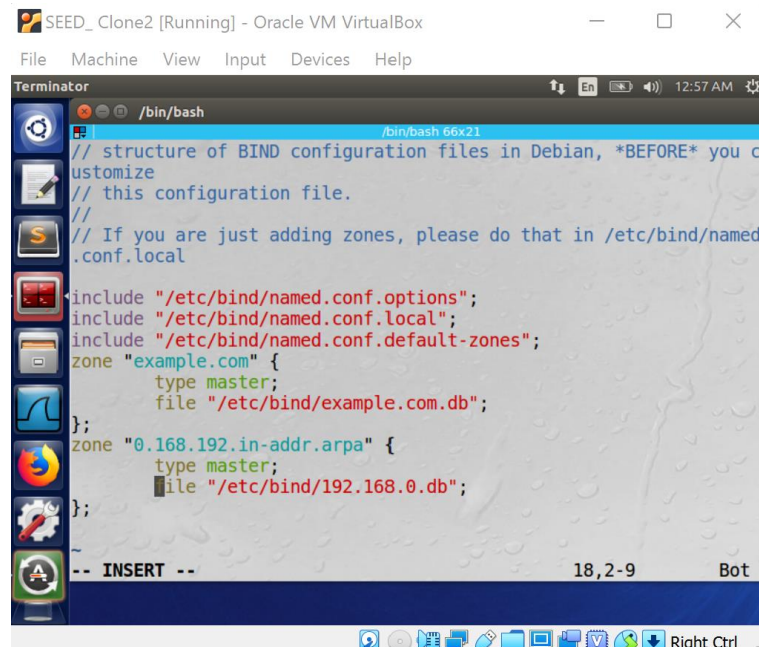 SEED_ Clone2 [Running] - Oracle VM VirtualBox
File Machine View Input Devices Help
Terminator En 12:57 AM
/bin/bash
/bin/bash 66x21
// structure of BIND configuration files in Debian, *BEFORE* you c
ustomize
// this configuration file.
//
// If you are just adding zones, please do that in /etc/bind/named
.conf.local
include "/etc/bind/named.conf.options";
include "/etc/bind/named.conf.local";
include "/etc/bind/named.conf.default-zones";
zone "example.com" {
type master;
file "/etc/bind/example.com.db";
};
zone "0.168.192.in-addr.arpa" {
type master;
file "/etc/bind/192.168.0.db";
};
~
-- INSERT -- 18,2-9 Bot
Right Ctrl